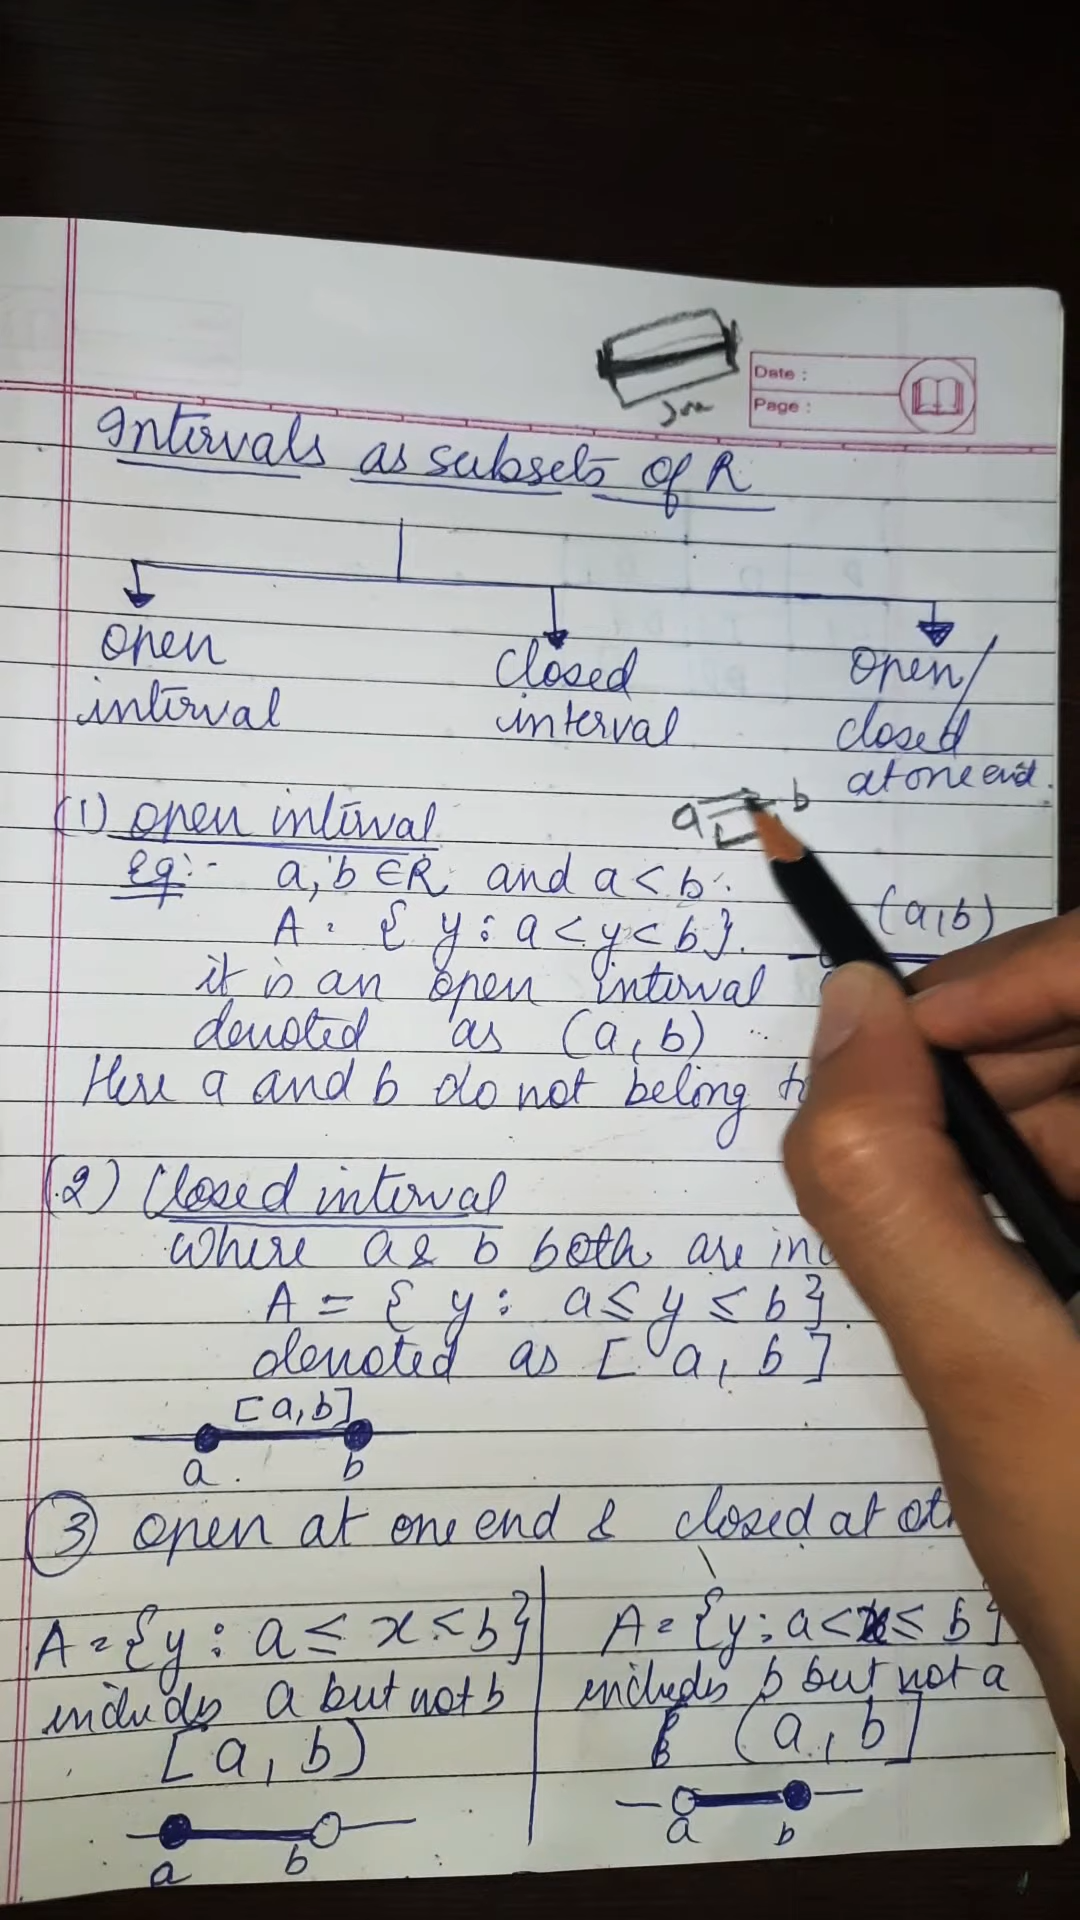 Date :
Page :
Intervals as subsets of R
open
interval
closed
interval
open/
closed
at one end.
(1) open interval
a b
eg:- a, b ∈ R and a < b.
(a,b)
A = { y : a < y < b }.
it is an open interval
denoted as (a, b)
Here a and b do not belong
(2) Closed interval
where a & b both are
A = { y : a ≤ y ≤ b }
denoted as [ a, b ]
[a,b]
a b
(3) open at one end & closed at
A = {y : a ≤ x < b}
includes a but not b
[a, b)
a b
A = {y : a < x ≤ b}
includes b but not a
(a, b]
a b